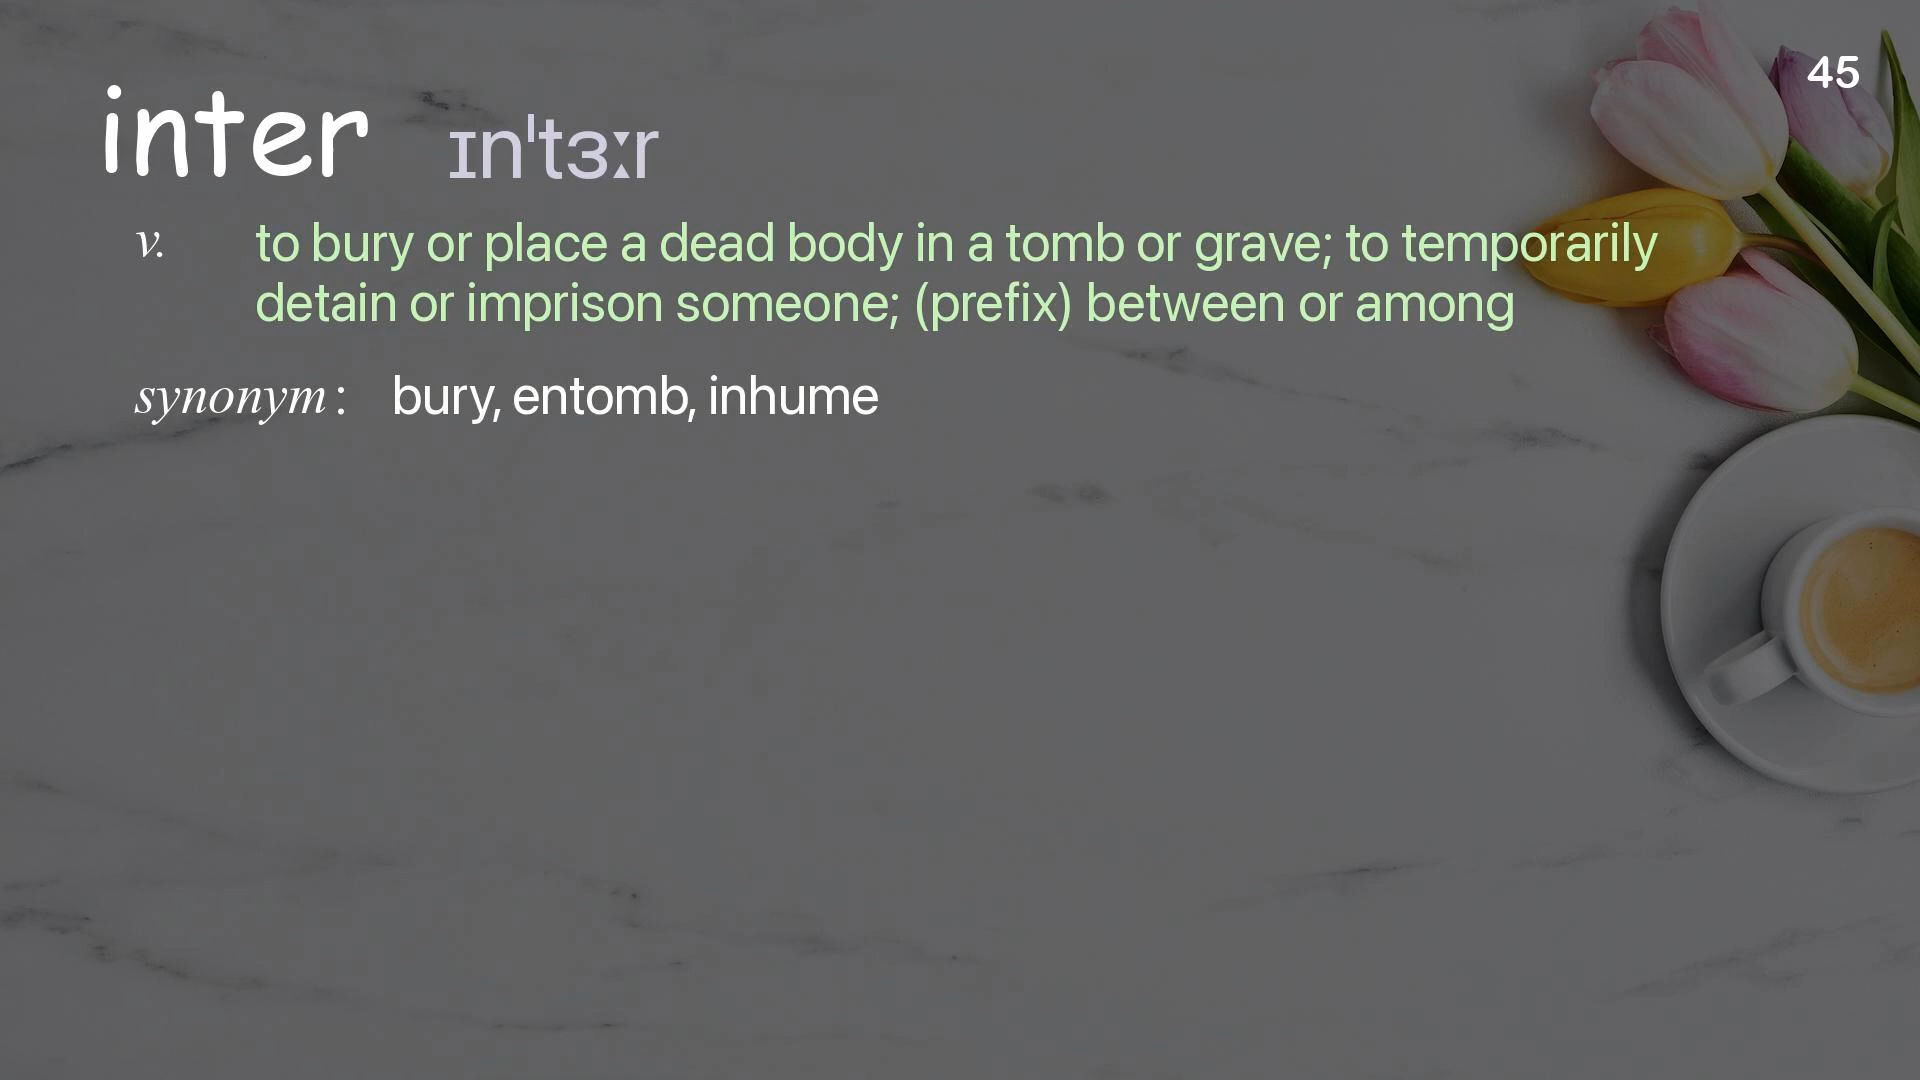 45
inter ɪnˈtɜːr
v. to bury or place a dead body in a tomb or grave; to temporarily
detain or imprison someone; (prefix) between or among
synonym : bury, entomb, inhume